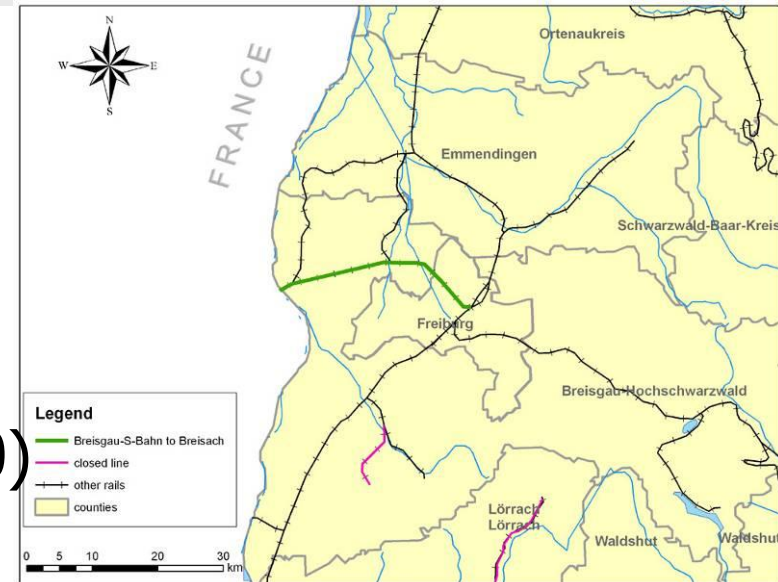 N
W E
S
FRANCE
Ortenaukreis
Emmendingen
Schwarzwald-Baar-Kreis
Freiburg
Breisgau-Hochschwarzwald
Lörrach
Lörrach
Waldshut
Waldshut
Legend
Breisgau-S-Bahn to Breisach
closed line
other rails
counties
0 5 10 20 30
km
)